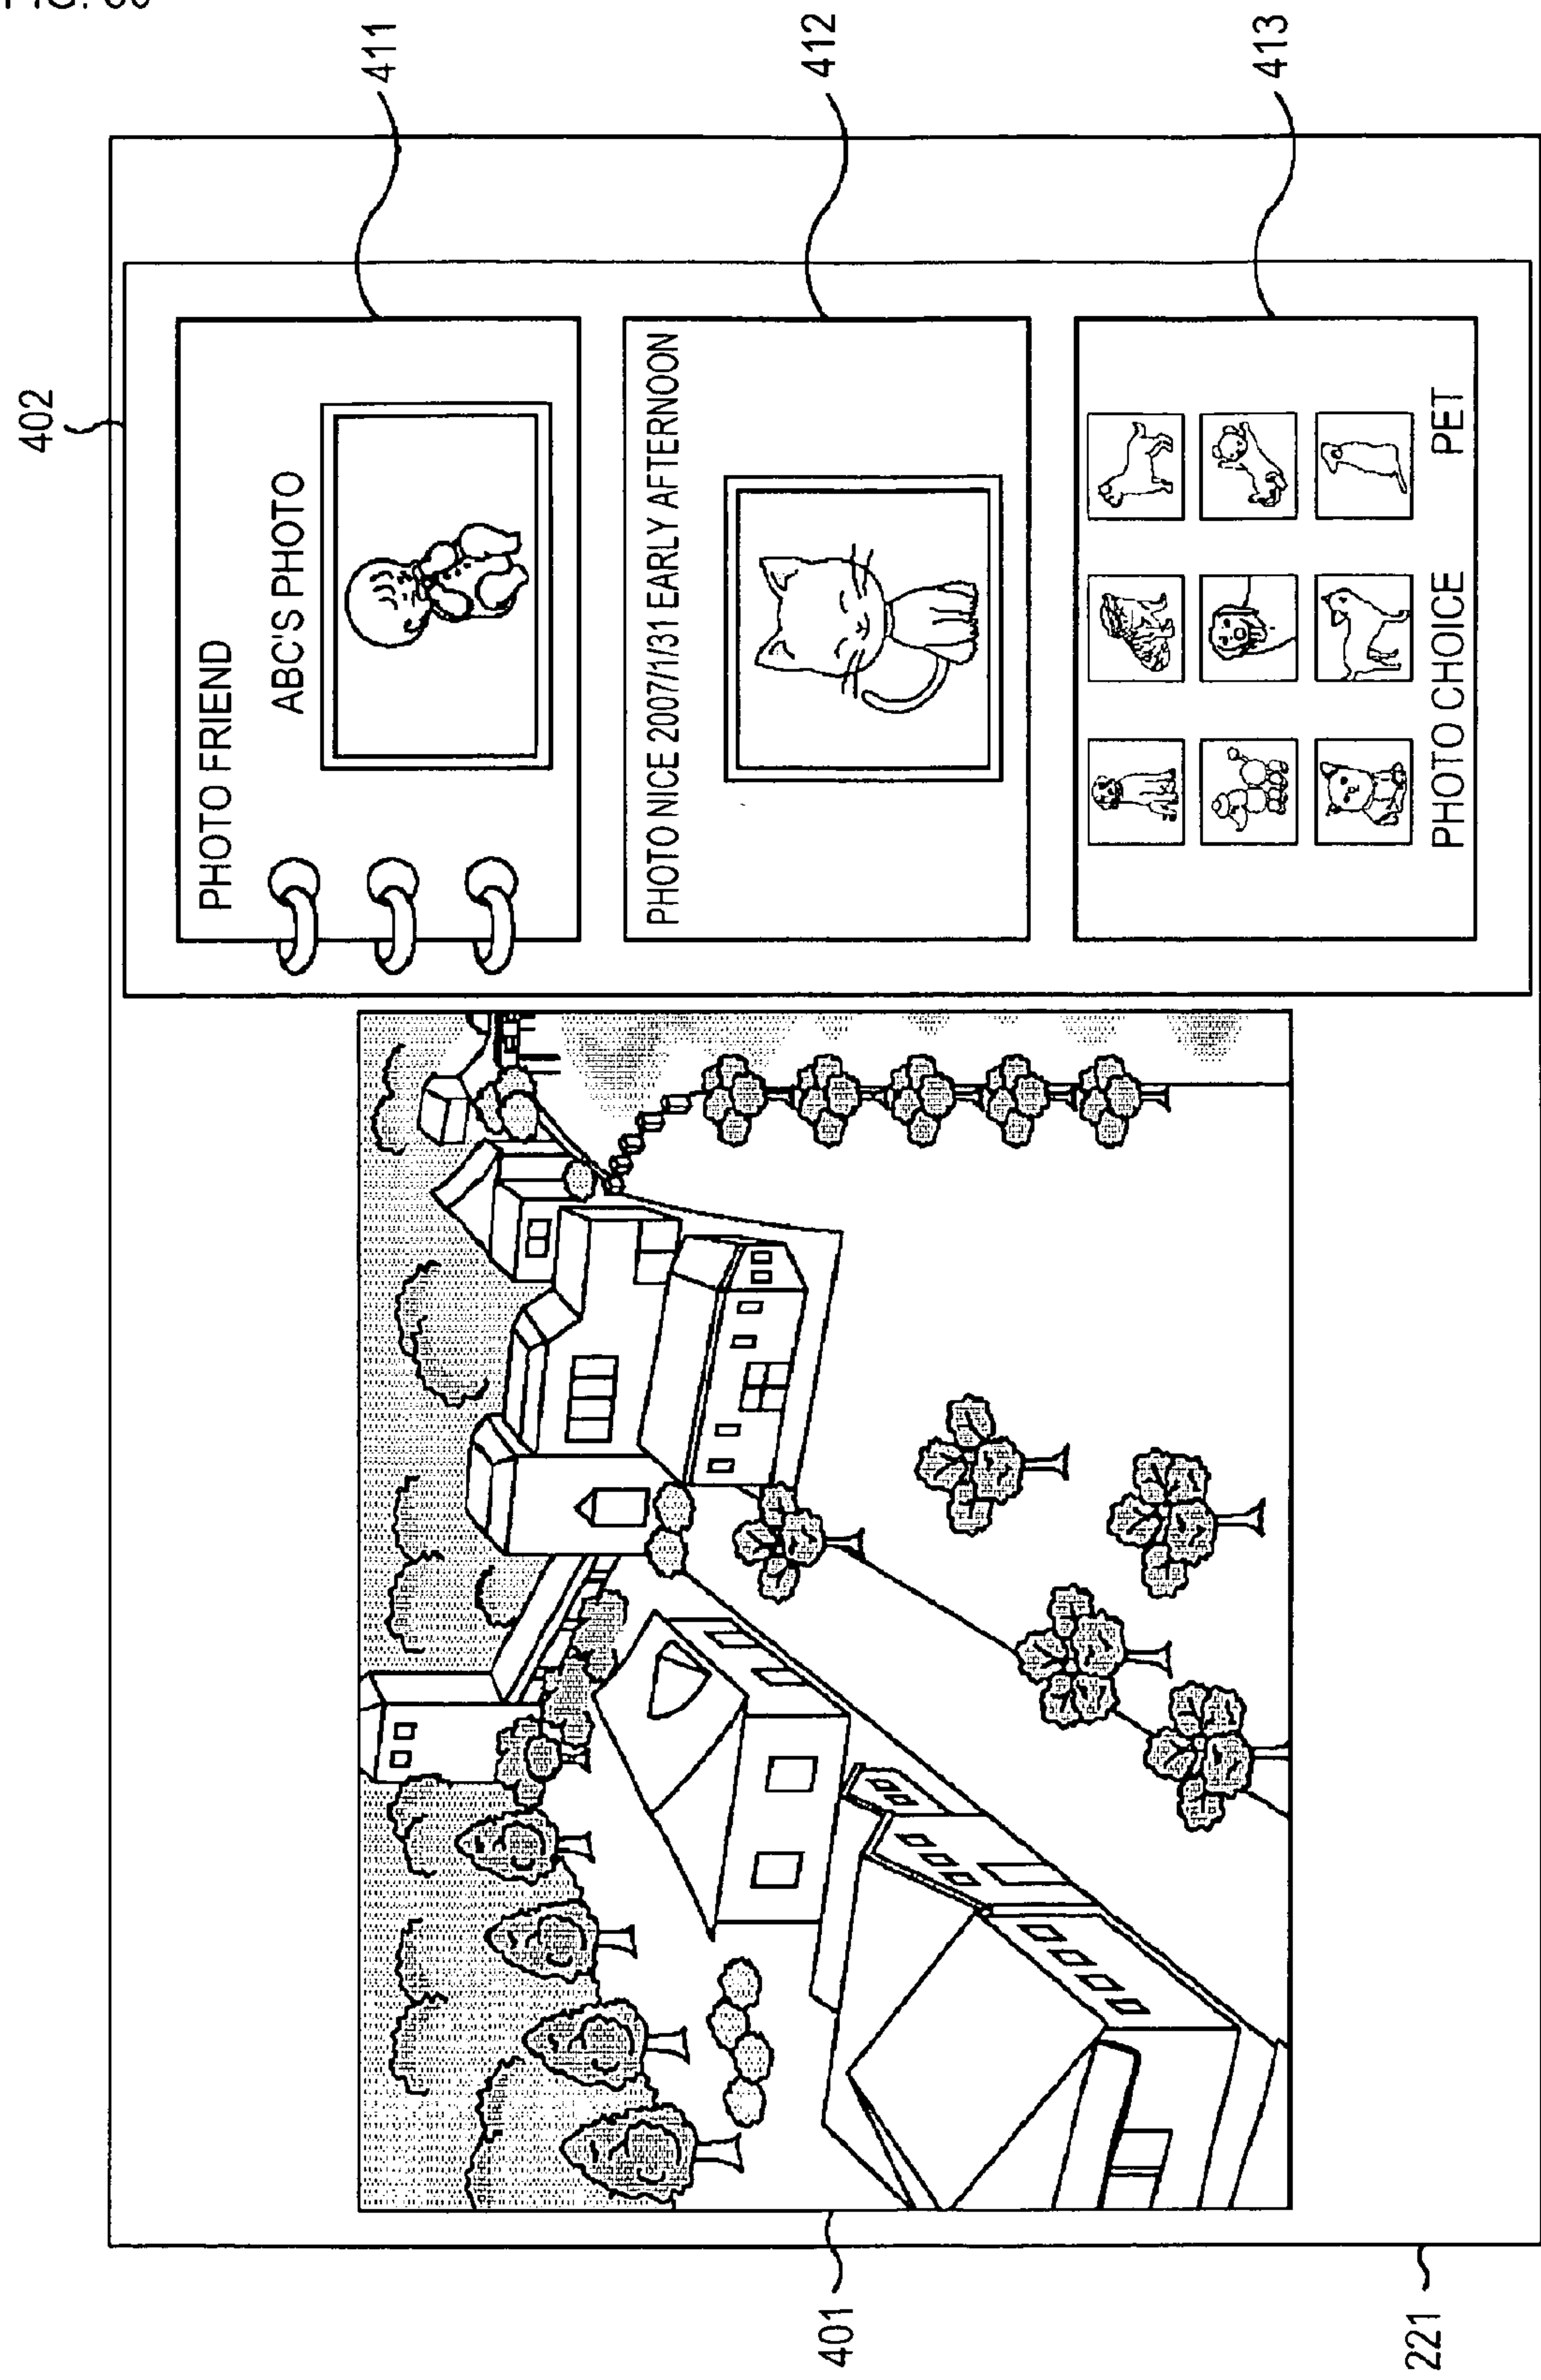 402
PHOTO FRIEND
ABC'S PHOTO
411
PHOTO NICE 2007/1/31 EARLY AFTERNOON
412
PHOTO CHOICE PET
413
401
221